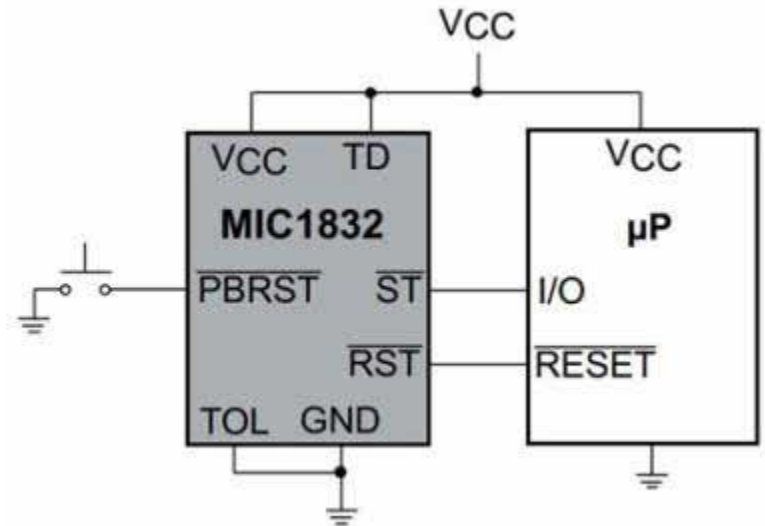 VCC
VCC TD
VCC
MIC1832
µP
PBRST ST
I/O
RST
RESET
TOL GND